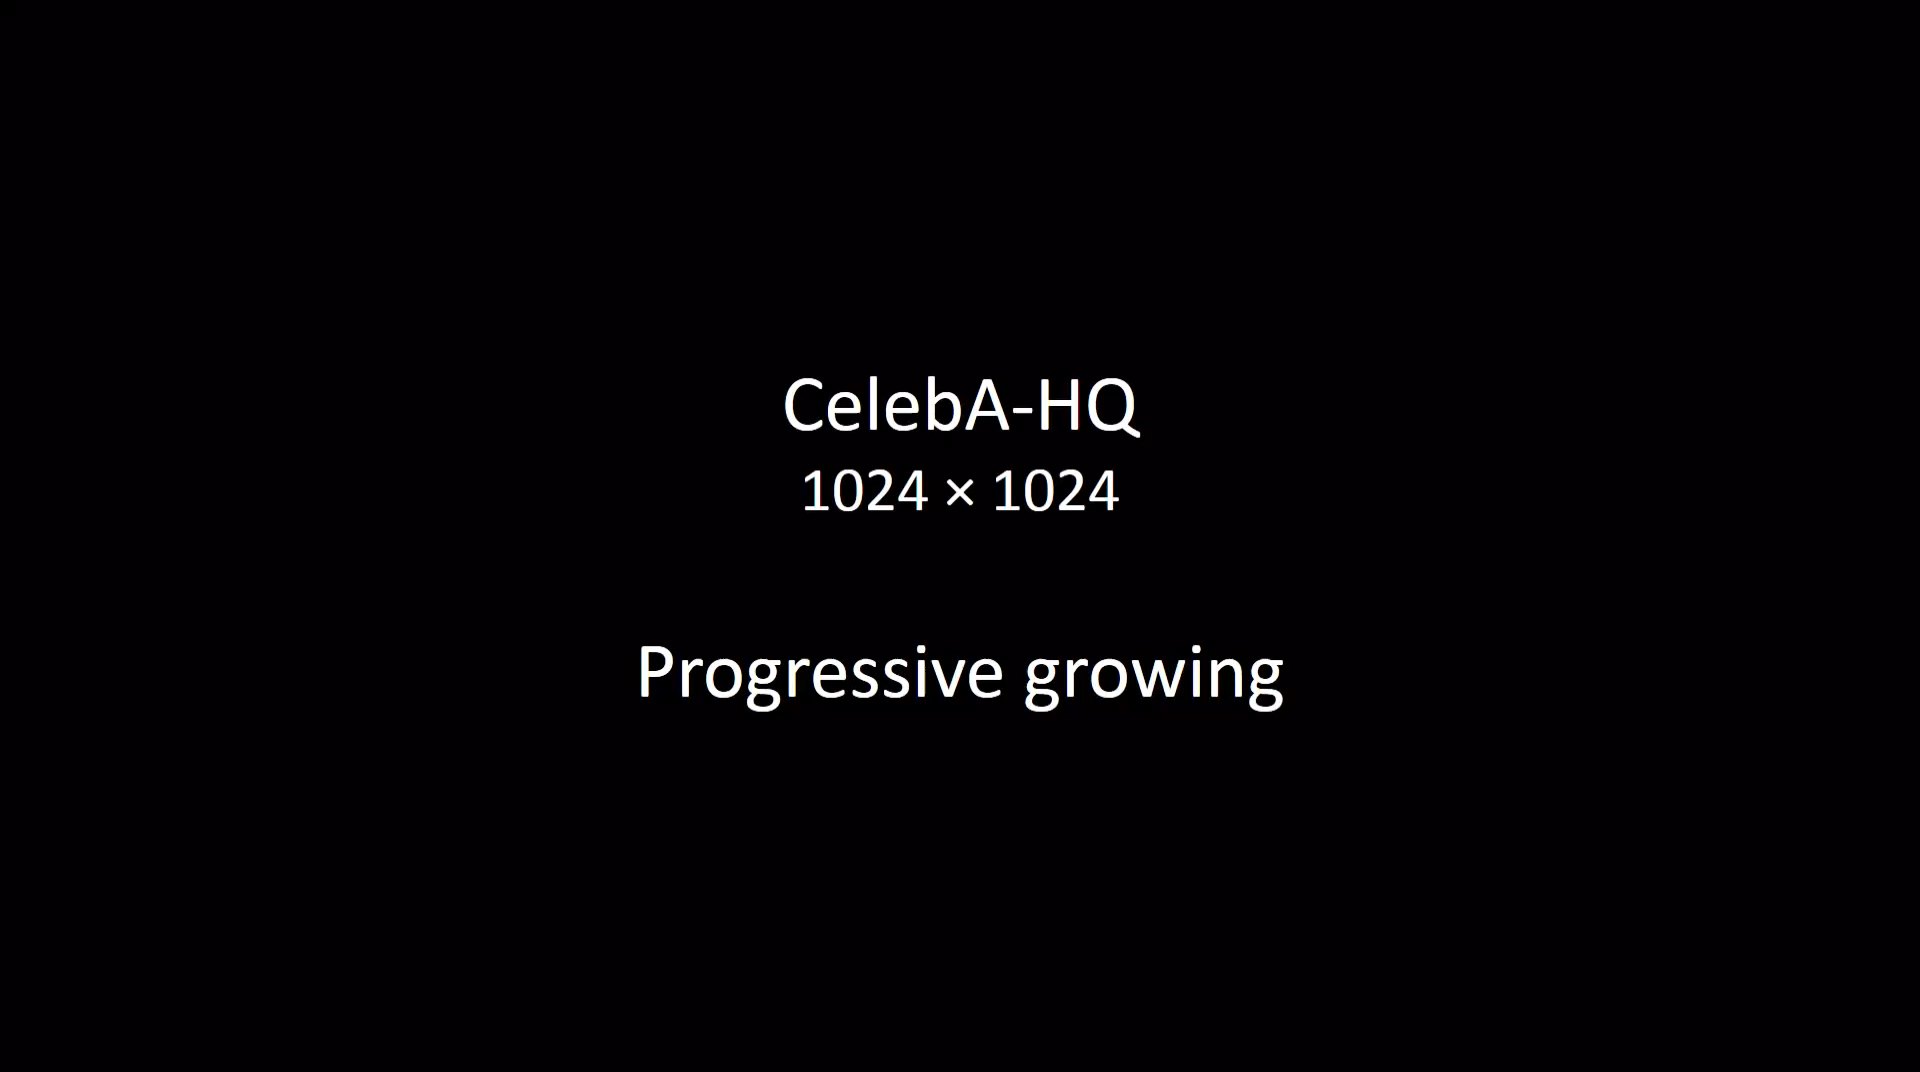 CelebA-HQ
1024 × 1024
Progressive growing